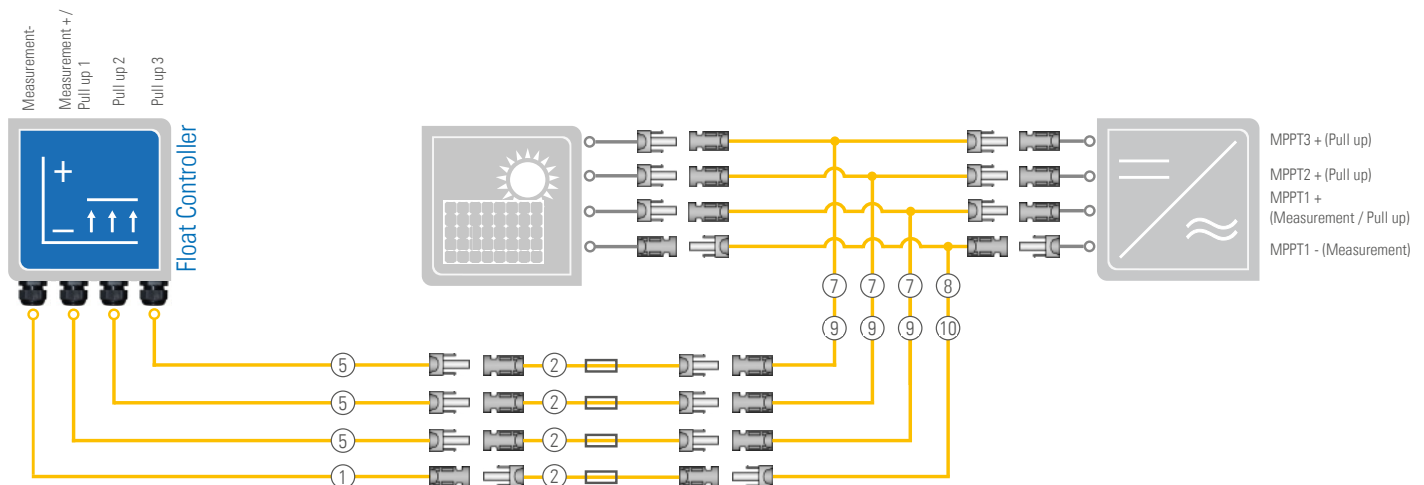 Measurement-
Measurement + /
Pull up 1
Pull up 2
Pull up 3
Float Controller
+
–
MPPT3 + (Pull up)
MPPT2 + (Pull up)
MPPT1 +
(Measurement / Pull up)
MPPT1 - (Measurement)
7 7 7 8
9 9 9 10
5 2
5 2
5 2
1 2